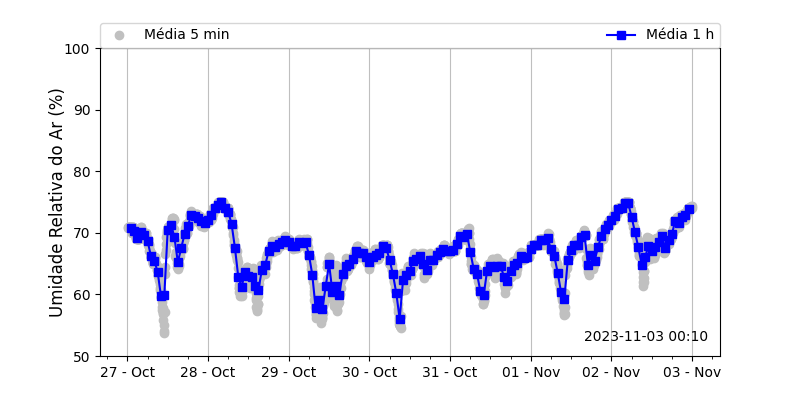 Média 5 min    Média 1 h
Umidade Relativa do Ar (%)
100
90
80
70
60
50
2023-11-03 00:10
27 - Oct    28 - Oct    29 - Oct    30 - Oct    31 - Oct    01 - Nov    02 - Nov    03 - Nov